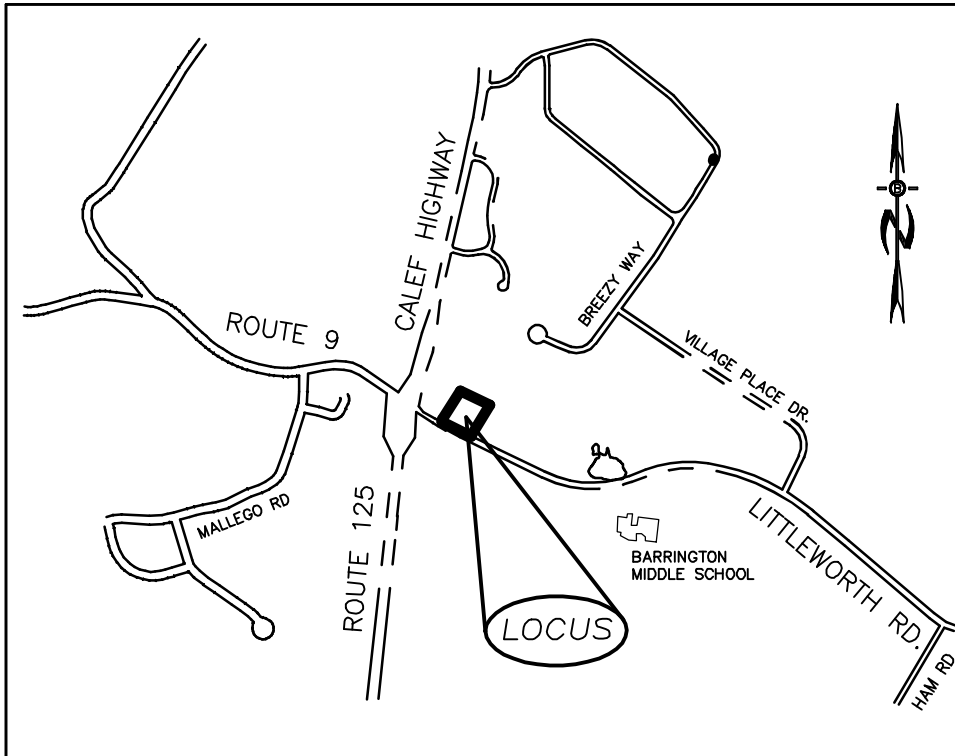 CALEF HIGHWAY
B
N
BREEZY WAY
ROUTE 9
VILLAGE PLACE DR.
MALLEGO RD
ROUTE 125
LITTLEWORTH RD.
BARRINGTON
MIDDLE SCHOOL
LOCUS
HAM RD